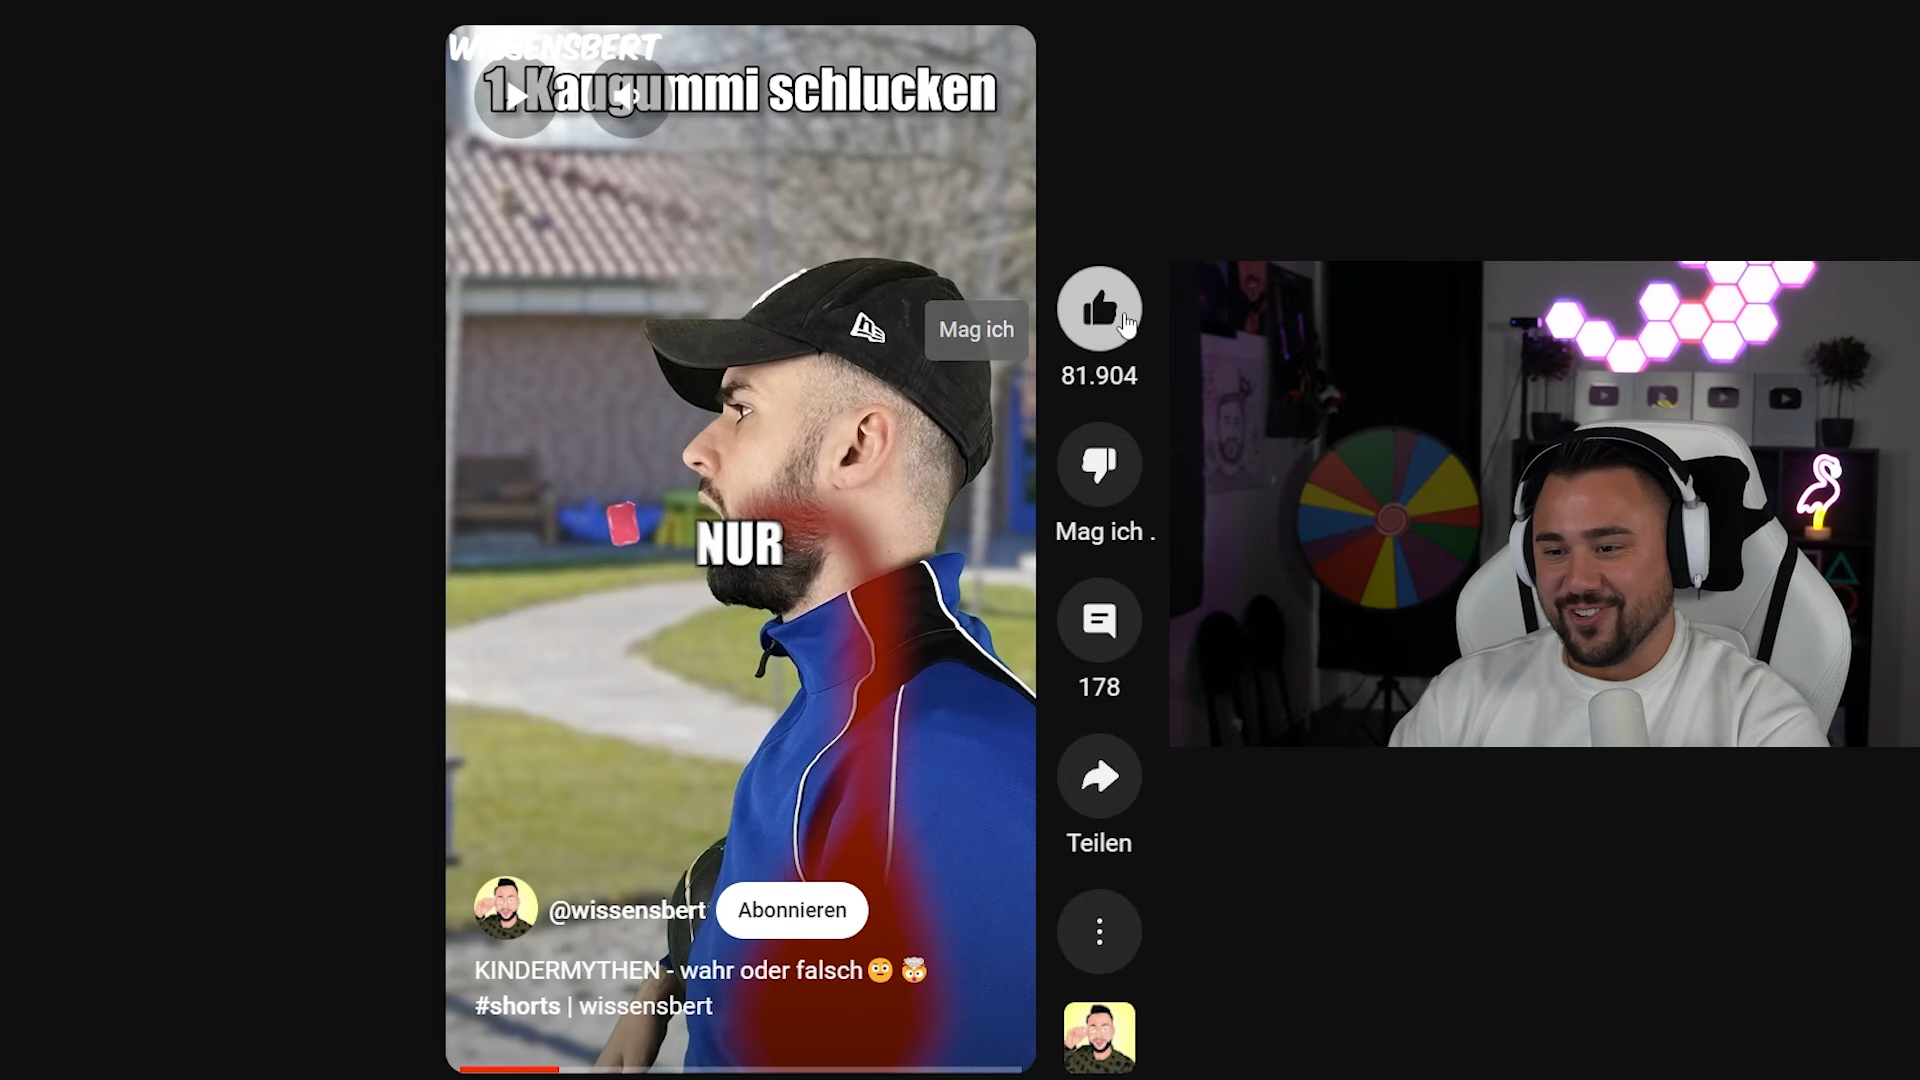 WISSENSBERT
1. Kaugummi schlucken
Mag ich
81.904
NUR
Mag ich .
178
Teilen
@wissensbert
Abonnieren
KINDERMYTHEN - wahr oder falsch😳 🤯
#shorts | wissensbert